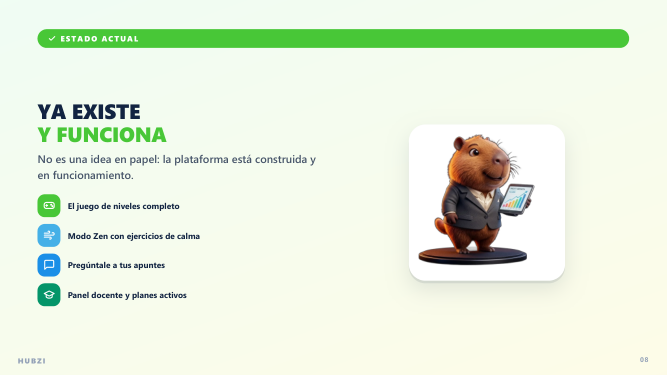 ESTADO ACTUAL
YA EXISTE
Y FUNCIONA
No es una idea en papel: la plataforma está construida y
en funcionamiento.
El juego de niveles completo
Modo Zen con ejercicios de calma
Pregúntale a tus apuntes
Panel docente y planes activos
HUBZI
08